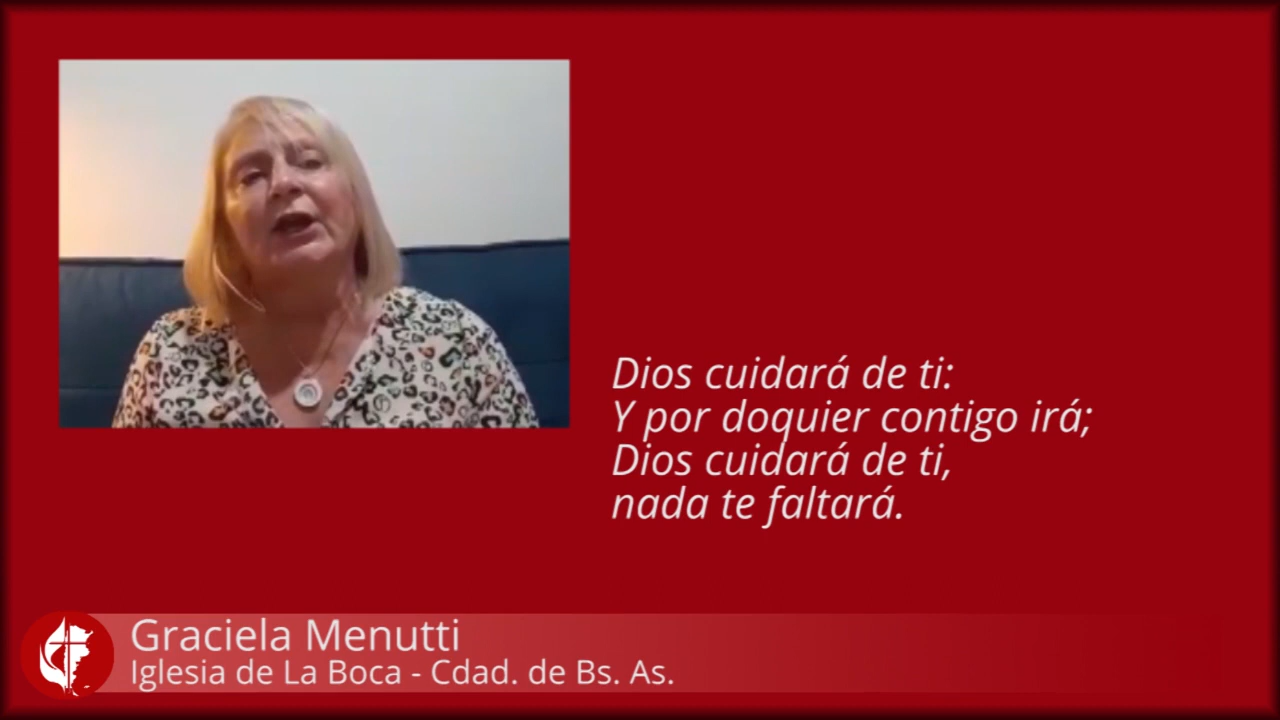 Dios cuidará de ti:
Y por doquier contigo irá;
Dios cuidará de ti,
nada te faltará.
Graciela Menutti
Iglesia de La Boca - Cdad. de Bs. As.